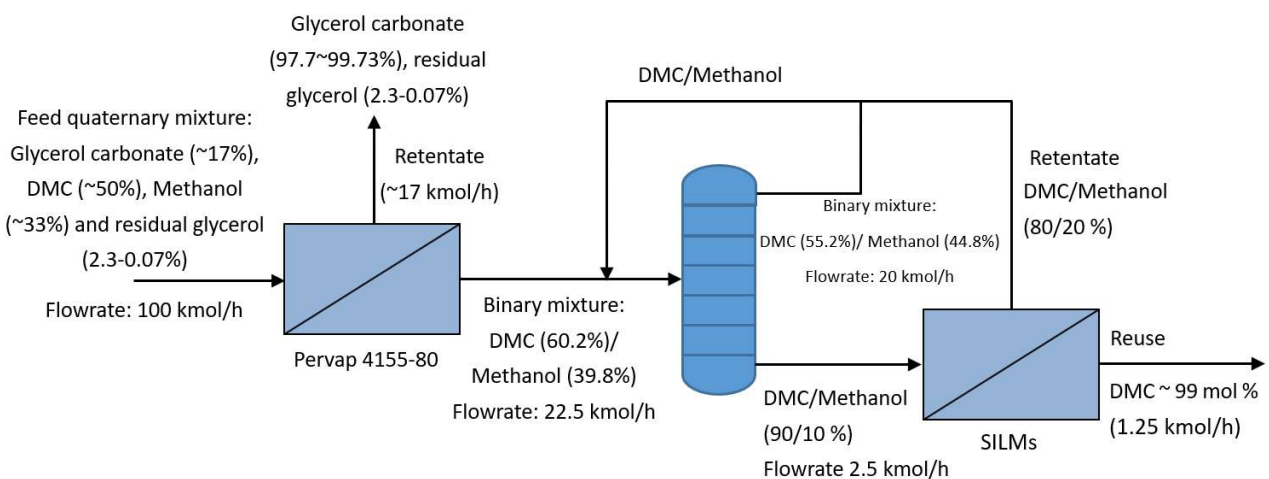 Glycerol carbonate
(97.7~99.73%), residual
glycerol (2.3-0.07%)
Feed quaternary mixture:
Glycerol carbonate (~17%),
DMC (~50%), Methanol
(~33%) and residual glycerol
(2.3-0.07%)
Flowrate: 100 kmol/h
Retentate
(~17 kmol/h)
Pervap 4155-80
Binary mixture:
DMC (60.2%)/
Methanol (39.8%)
Flowrate: 22.5 kmol/h
DMC/Methanol
Binary mixture:
DMC (55.2%)/ Methanol (44.8%)
Flowrate: 20 kmol/h
Retentate
DMC/Methanol
(80/20 %)
DMC/Methanol
(90/10 %)
Flowrate 2.5 kmol/h
SILMs
Reuse
DMC ~ 99 mol %
(1.25 kmol/h)